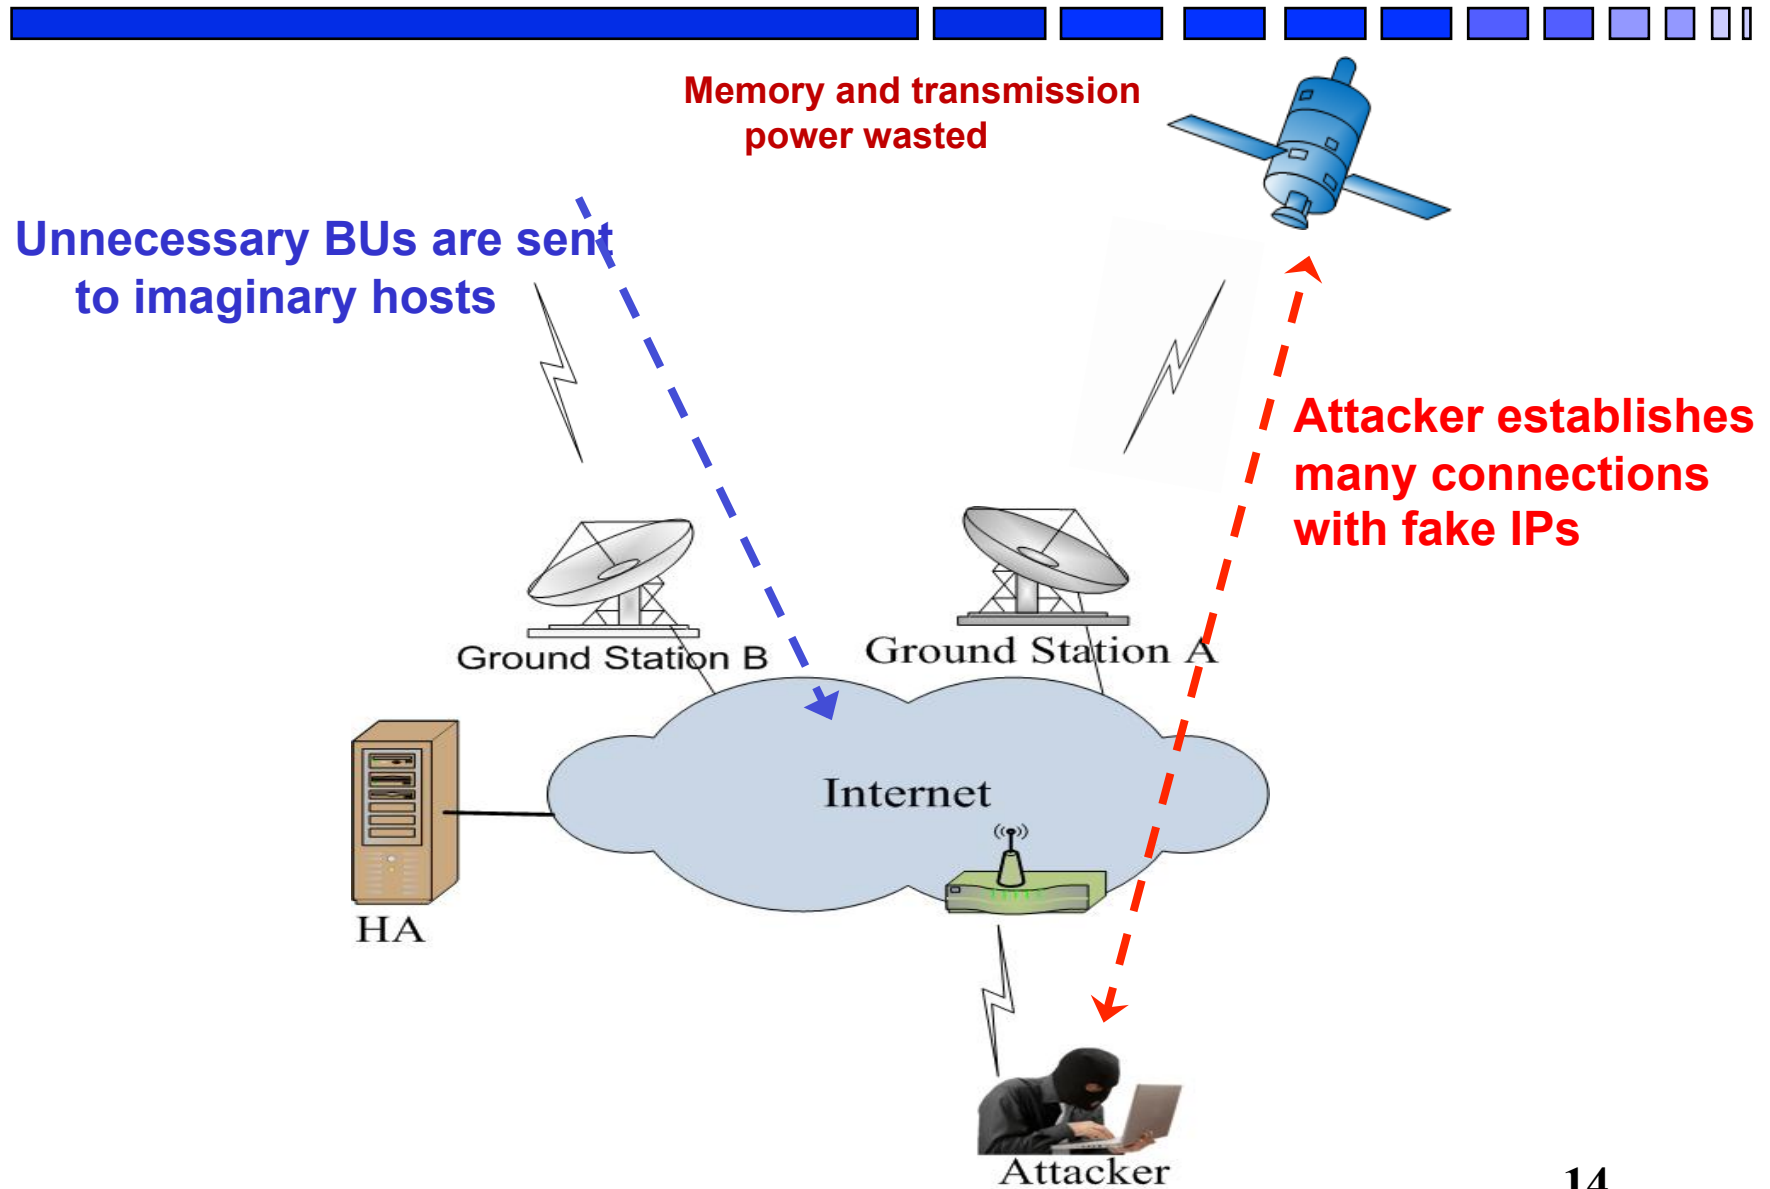 Memory and transmission
power wasted
Unnecessary BUs are sent
to imaginary hosts
Attacker establishes
many connections
with fake IPs
Ground Station B
Ground Station A
Internet
HA
Attacker
14